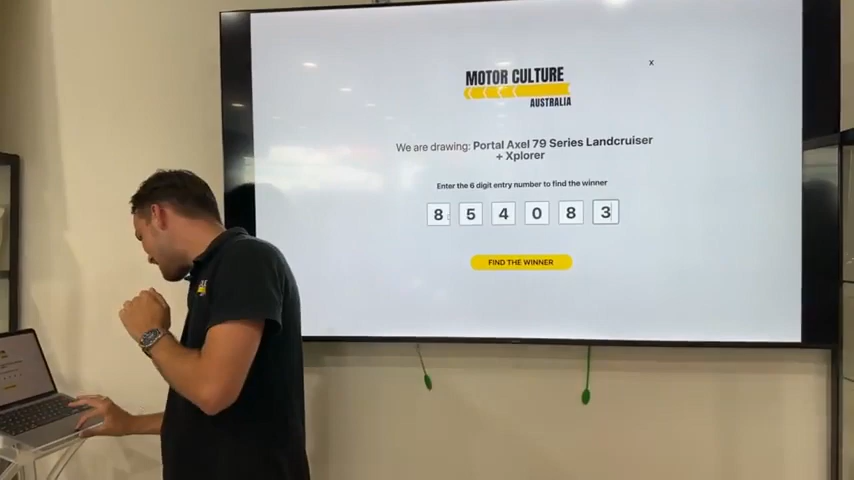 x
MOTOR CULTURE
AUSTRALIA
We are drawing: Portal Axel 79 Series Landcruiser
+ Xplorer
Enter the 6 digit entry number to find the winner
8 5 4 0 8 3
FIND THE WINNER